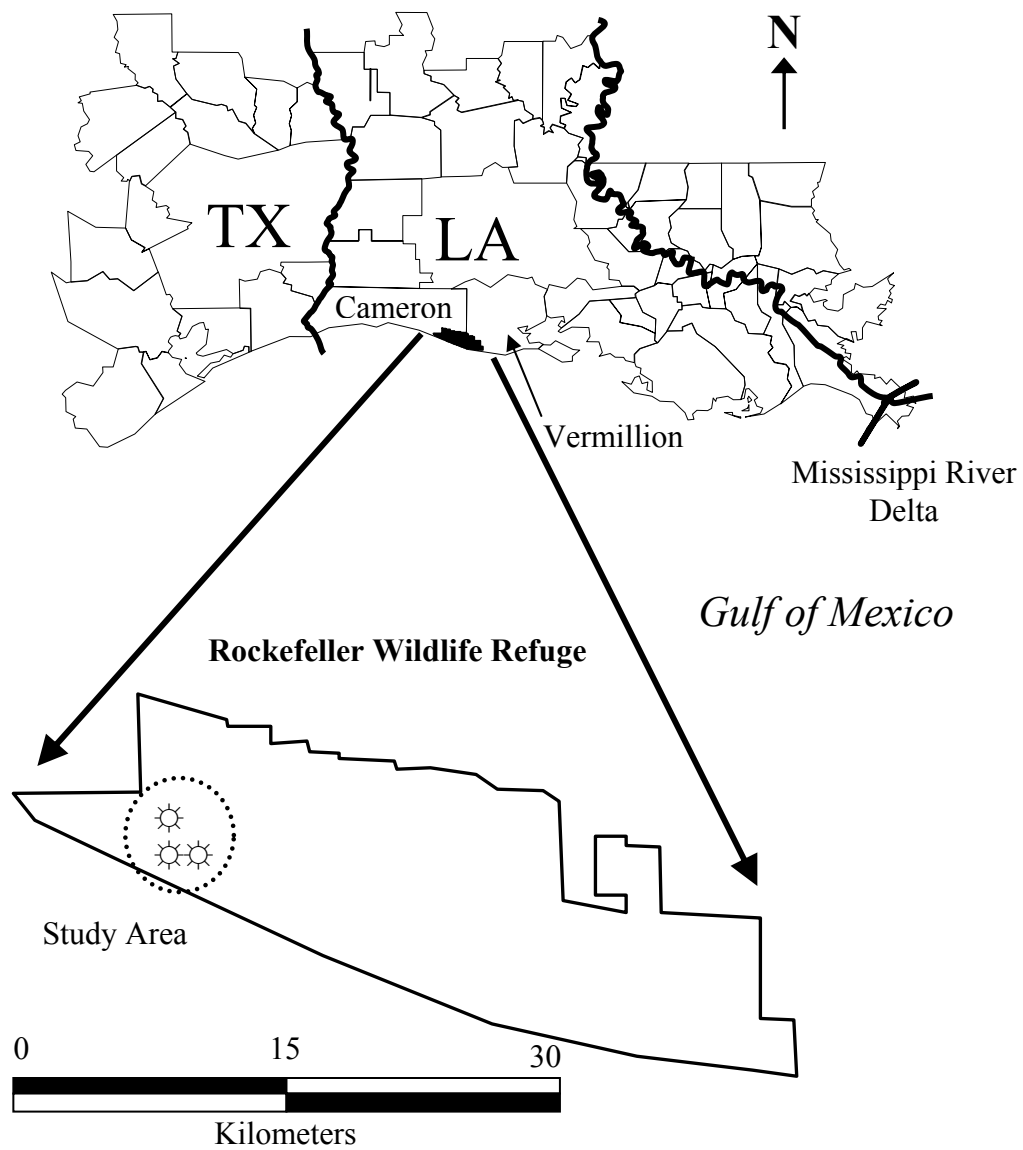 N
TX
LA
Cameron
Vermillion
Mississippi River
Delta
Gulf of Mexico
Rockefeller Wildlife Refuge
Study Area
0 15 30
Kilometers